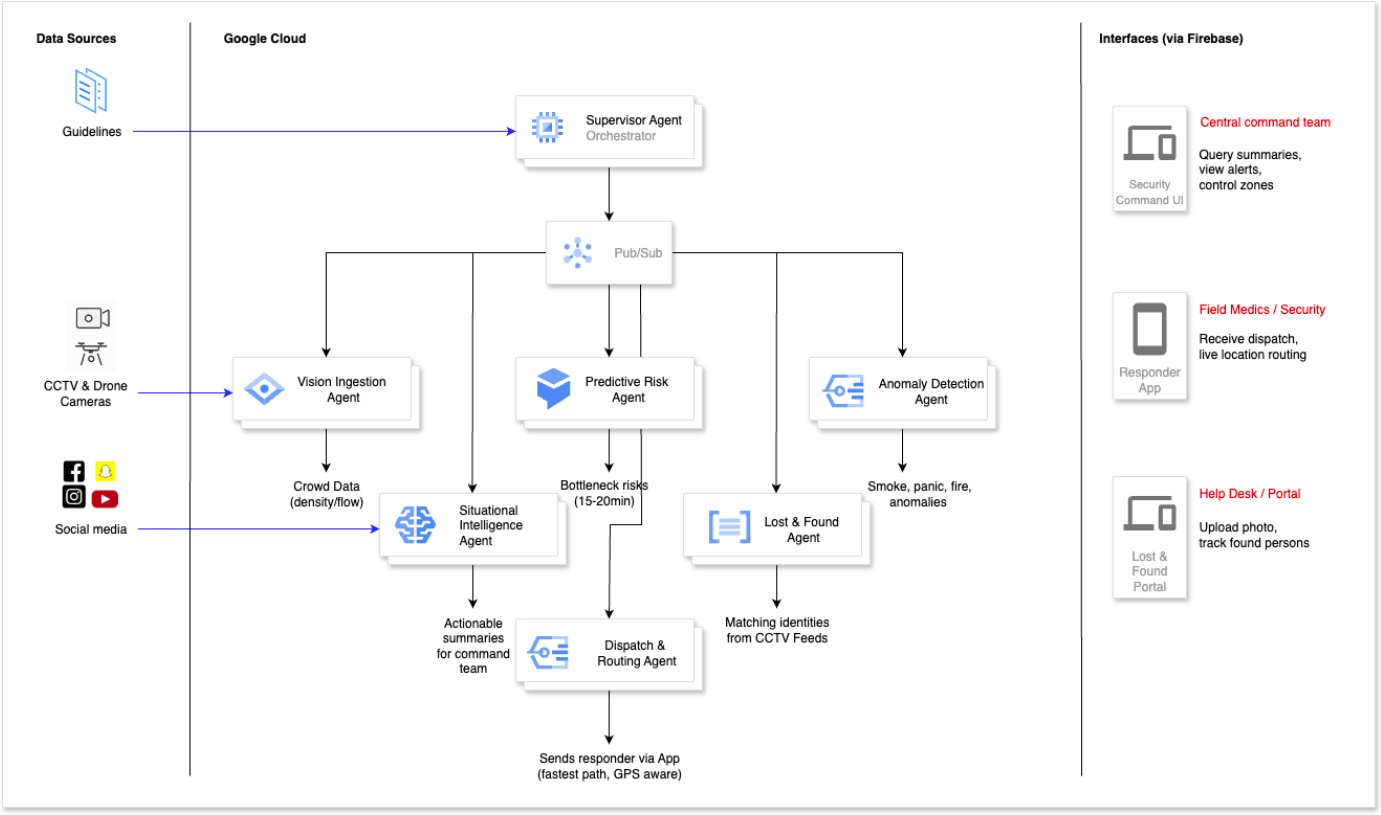 Data Sources
Google Cloud
Interfaces (via Firebase)
Guidelines
Supervisor Agent
Orchestrator
Central command team
Query summaries,
view alerts,
control zones
Security
Command UI
Pub/Sub
CCTV & Drone
Cameras
Vision Ingestion
Agent
Predictive Risk
Agent
Anomaly Detection
Agent
Field Medics / Security
Receive dispatch,
live location routing
Responder
App
Crowd Data
(density/flow)
Bottleneck risks
(15-20min)
Smoke, panic, fire,
anomalies
Social media
Situational
Intelligence
Agent
Lost & Found
Agent
Help Desk / Portal
Upload photo,
track found persons
Lost &
Found
Portal
Actionable
summaries
for command
team
Matching identities
from CCTV Feeds
Dispatch &
Routing Agent
Sends responder via App
(fastest path, GPS aware)